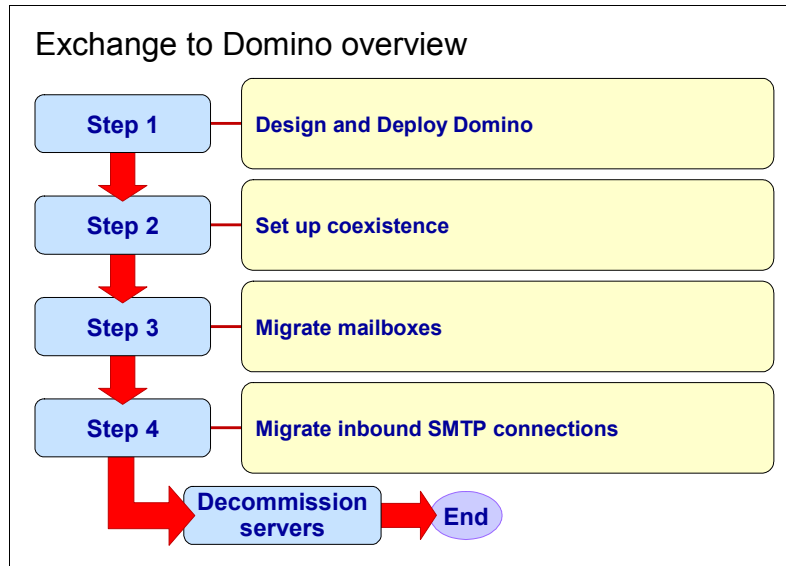 Exchange to Domino overview
Step 1
Design and Deploy Domino
Step 2
Set up coexistence
Step 3
Migrate mailboxes
Step 4
Migrate inbound SMTP connections
Decommission
servers
End